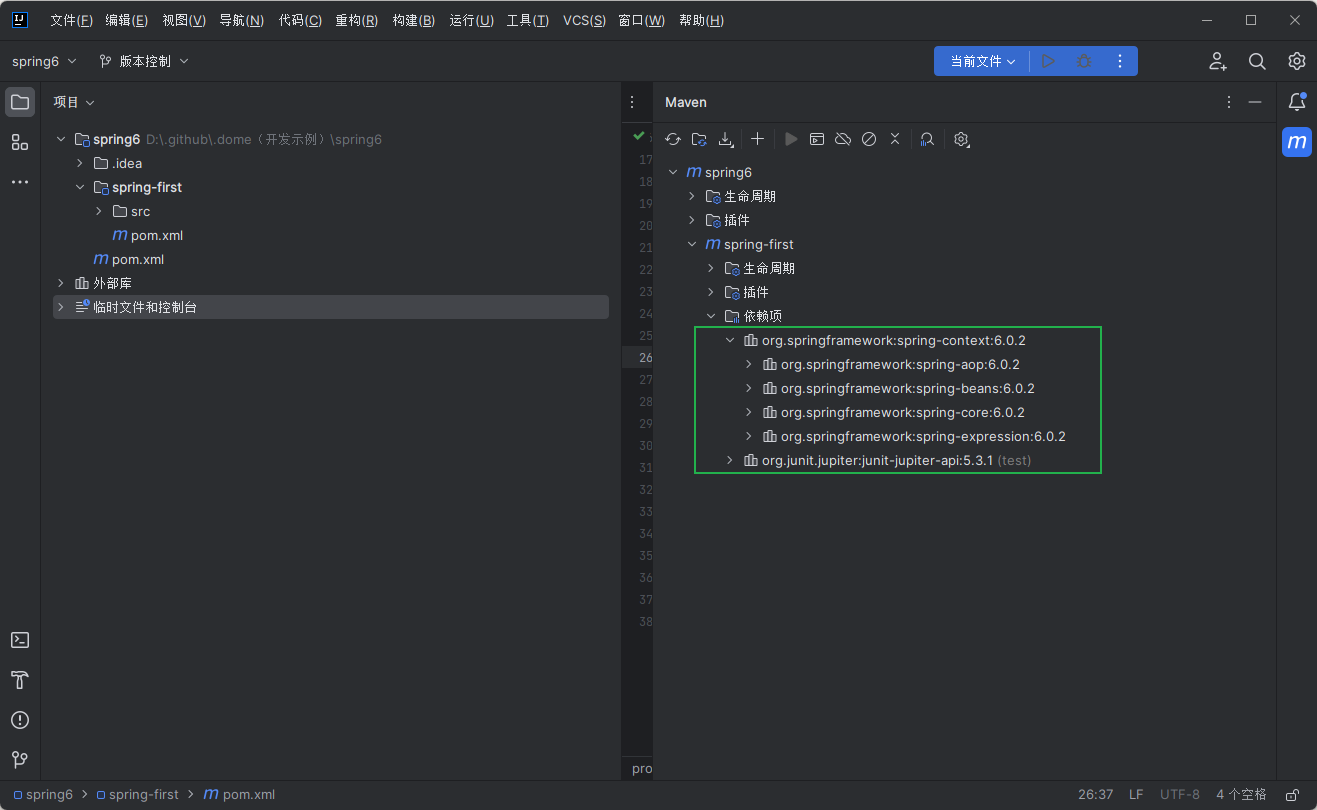 文件(F) 编辑(E) 视图(V) 导航(N) 代码(C) 重构(R) 构建(B) 运行(U) 工具(T) VCS(S) 窗口(W) 帮助(H)
spring6 版本控制 当前文件
项目
spring6 D:\.github\.dome（开发示例）\spring6
.idea
spring-first
src
pom.xml
pom.xml
外部库
临时文件和控制台
17
18
19
20
21
22
23
24
25
26
27
28
29
30
31
32
33
34
35
36
37
38
pro
Maven
spring6
生命周期
插件
spring-first
生命周期
插件
依赖项
org.springframework:spring-context:6.0.2
org.springframework:spring-aop:6.0.2
org.springframework:spring-beans:6.0.2
org.springframework:spring-core:6.0.2
org.springframework:spring-expression:6.0.2
org.junit.jupiter:junit-jupiter-api:5.3.1 (test)
spring6 spring-first pom.xml 26:37 LF UTF-8 4 个空格